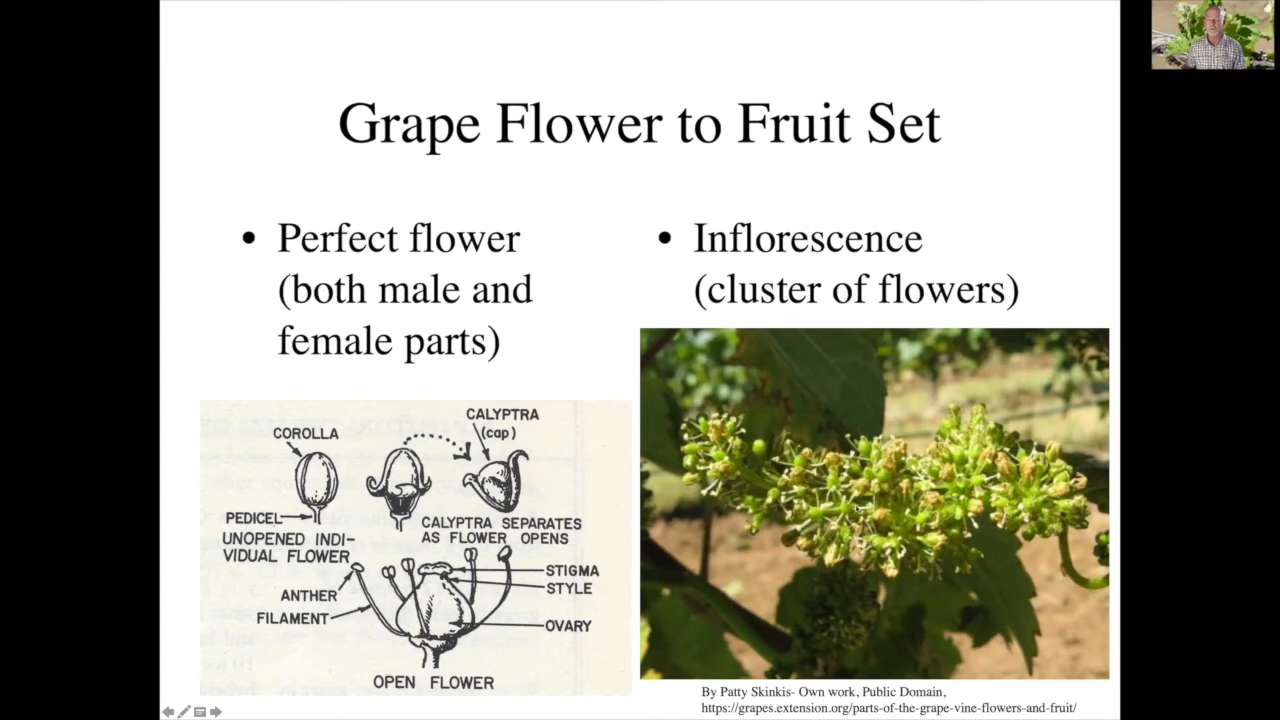 Grape Flower to Fruit Set
• Perfect flower
(both male and
female parts)
• Inflorescence
(cluster of flowers)
COROLLA
CALYPTRA
(cap)
PEDICEL
UNOPENED INDI-
VIDUAL FLOWER
CALYPTRA SEPARATES
AS FLOWER OPENS
ANTHER
FILAMENT
STIGMA
STYLE
OVARY
OPEN FLOWER
By Patty Skinkis- Own work, Public Domain,
https://grapes.extension.org/parts-of-the-grape-vine-flowers-and-fruit/